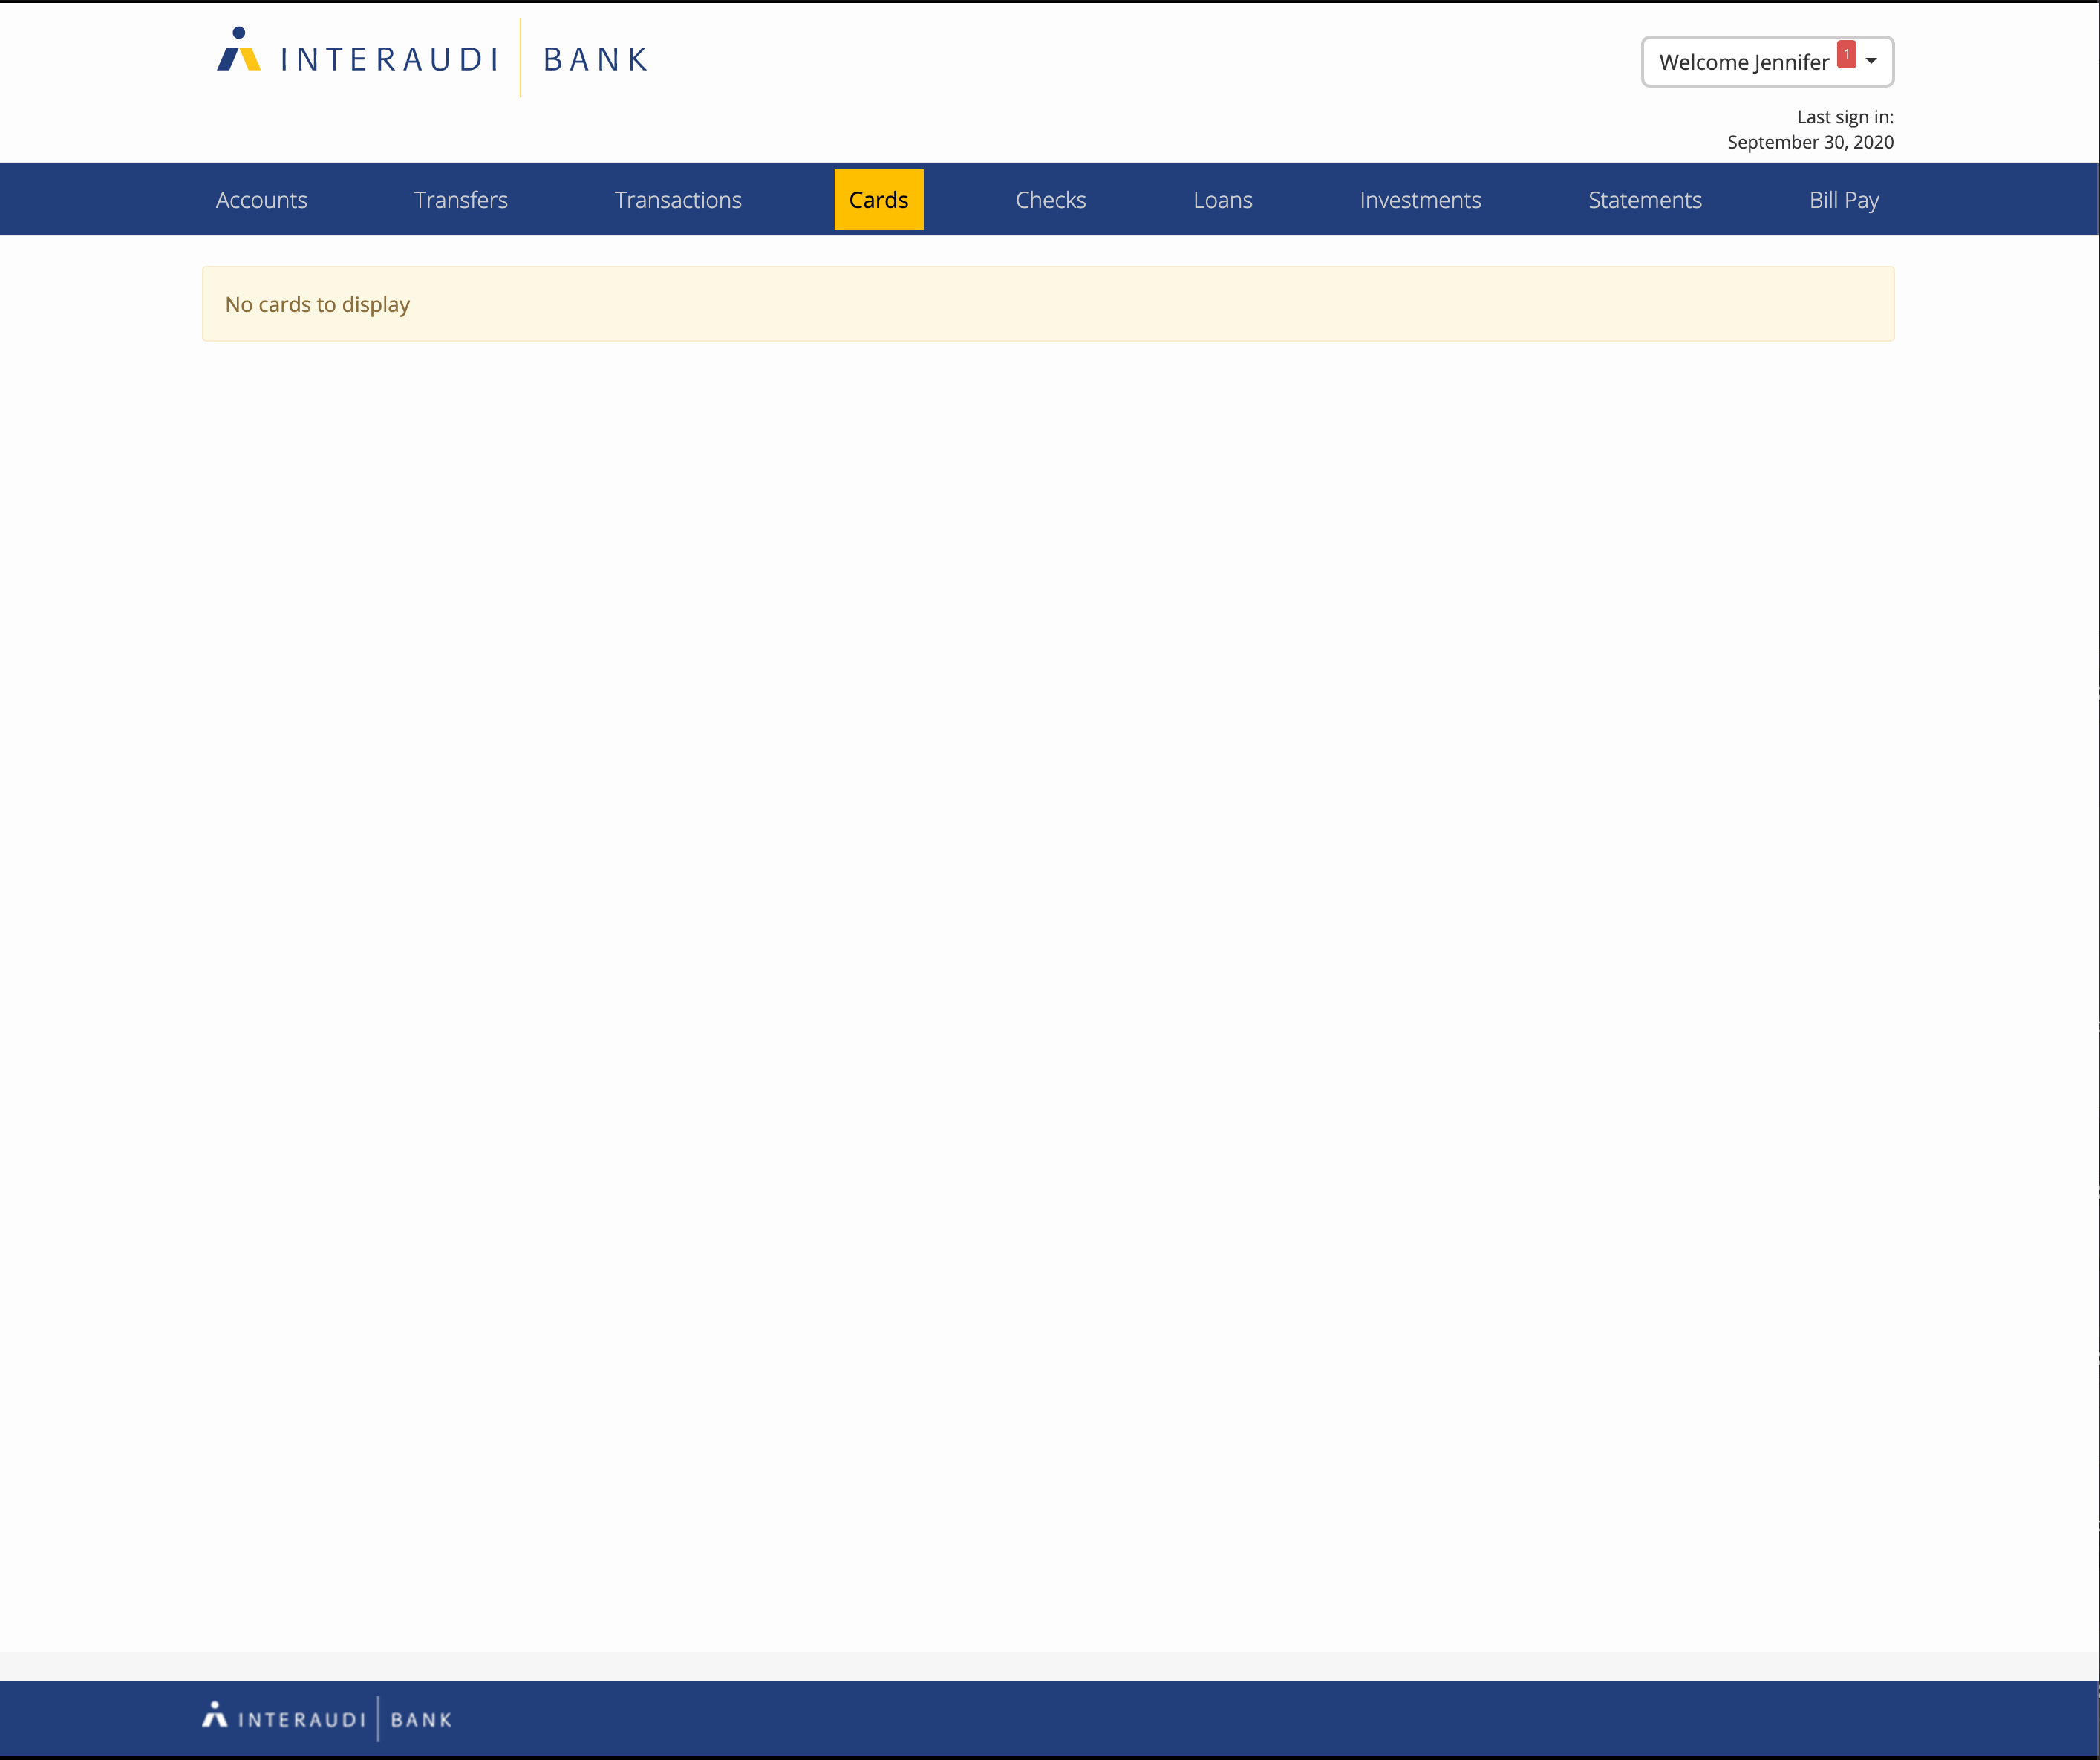 INTERAUDI BANK
Welcome Jennifer 1
Last sign in:
September 30, 2020
Accounts Transfers Transactions Cards Checks Loans Investments Statements Bill Pay
No cards to display
INTERAUDI BANK